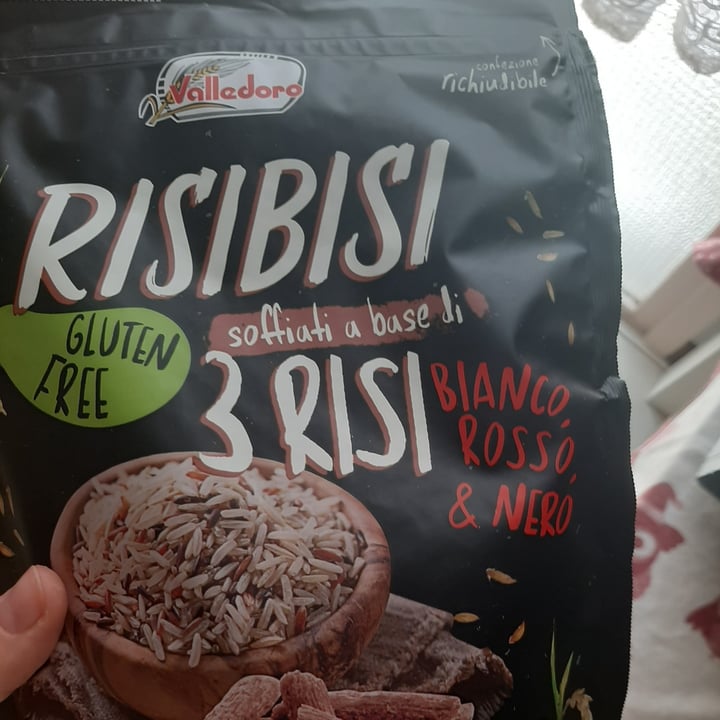 Valledoro
confezione
richiudibile
RISIBISI
GLUTEN
FREE
soffiati a base di
3 RISI
BIANCO,
ROSSO,
& NERO